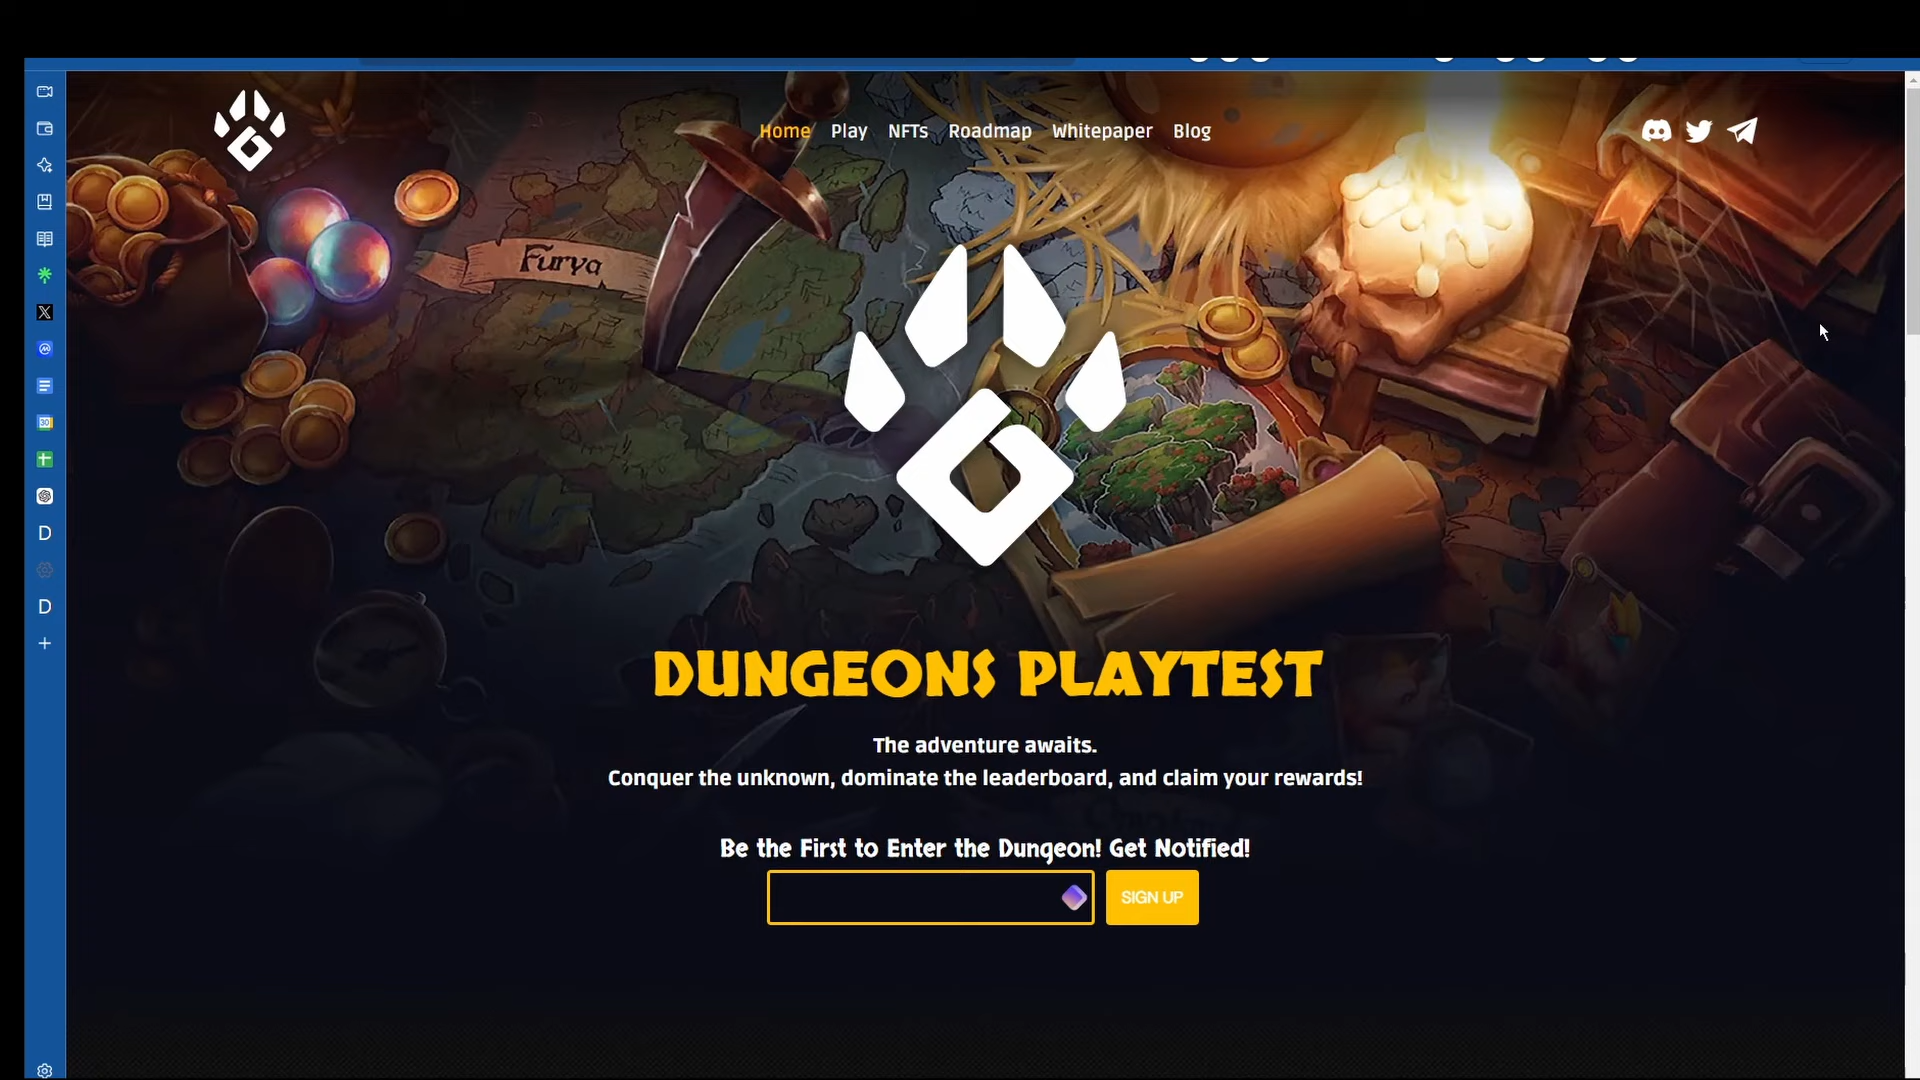 Home Play NFTs Roadmap Whitepaper Blog
Furya
DUNGEONS PLAYTEST
The adventure awaits.
Conquer the unknown, dominate the leaderboard, and claim your rewards!
Be the First to Enter the Dungeon! Get Notified!
SIGN UP
30
D
D